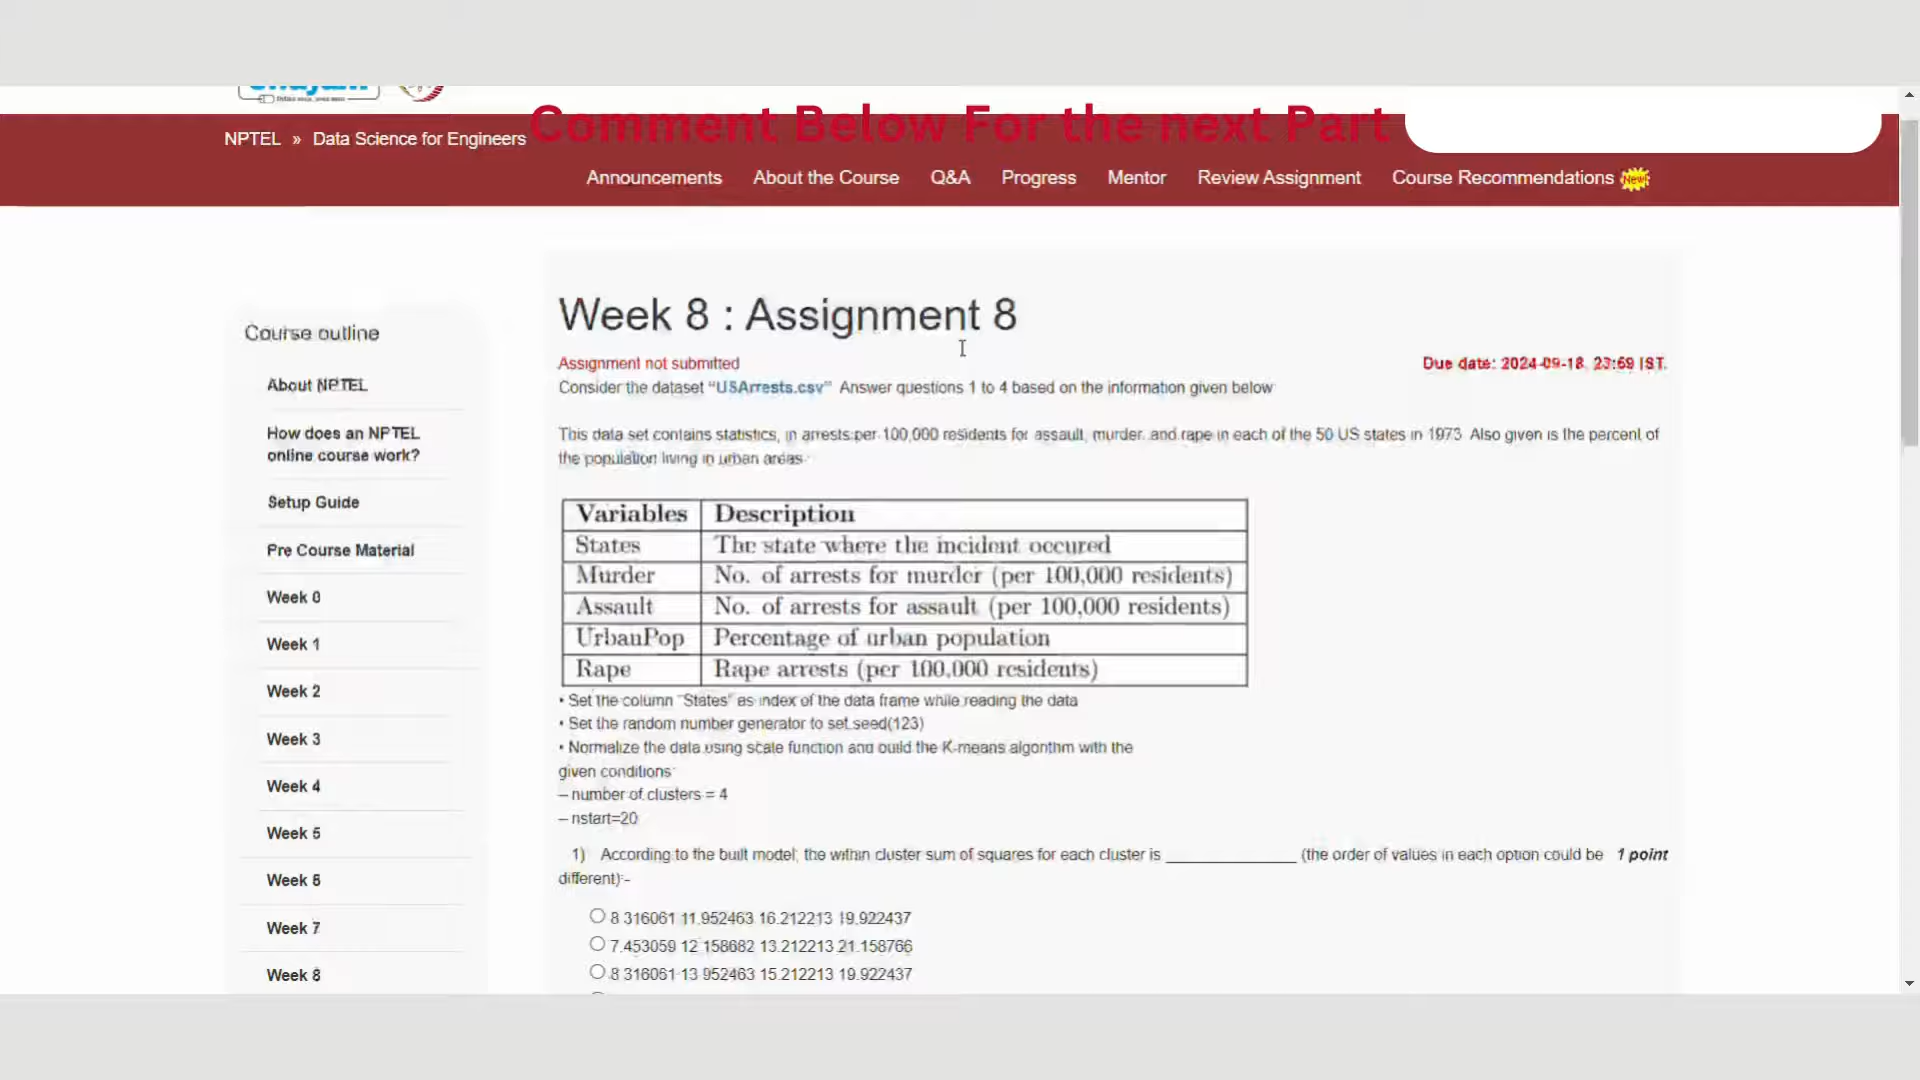 Comment Below For the next Part
NPTEL » Data Science for Engineers
Announcements About the Course Q&A Progress Mentor Review Assignment Course Recommendations New!
Week 8 : Assignment 8
Course outline
Assignment not submitted
Due date: 2024-09-18, 23:59 IST.
Consider the dataset "USArrests.csv" Answer questions 1 to 4 based on the information given below
About NPTEL
How does an NPTEL
online course work?
This data set contains statistics, in arrests per 100,000 residents for assault, murder, and rape in each of the 50 US states in 1973. Also given is the percent of
the population living in urban areas.
Setup Guide
Pre Course Material
Week 0
Week 1
Week 2
Week 3
Week 4
Week 5
Week 6
Week 7
Week 8
Variables Description
States The state where the incident occured
Murder No. of arrests for murder (per 100,000 residents)
Assault No. of arrests for assault (per 100,000 residents)
UrbanPop Percentage of urban population
Rape Rape arrests (per 100,000 residents)
• Set the column "States" as index of the data frame while reading the data
• Set the random number generator to set.seed(123)
• Normalize the data using scale function and build the K-means algorithm with the
given conditions:
– number of clusters = 4
– nstart=20
1) According to the built model, the within cluster sum of squares for each cluster is ______________ (the order of values in each option could be 1 point
different):-
8.316061 11.952463 16.212213 19.922437
7.453059 12.158682 13.212213 21.158766
8.316061 13.952463 15.212213 19.922437